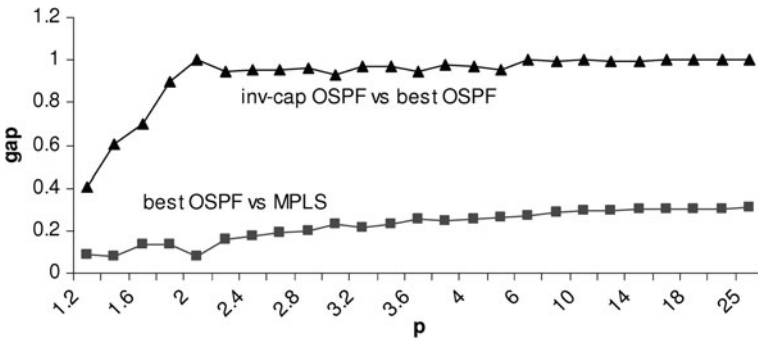 1.2
1
0.8
0.6
0.4
0.2
0
gap
inv-cap OSPF vs best OSPF
best OSPF vs MPLS
1.2 1.6 2 2.4 2.8 3.2 3.6 4 6 10 14 18 25
p